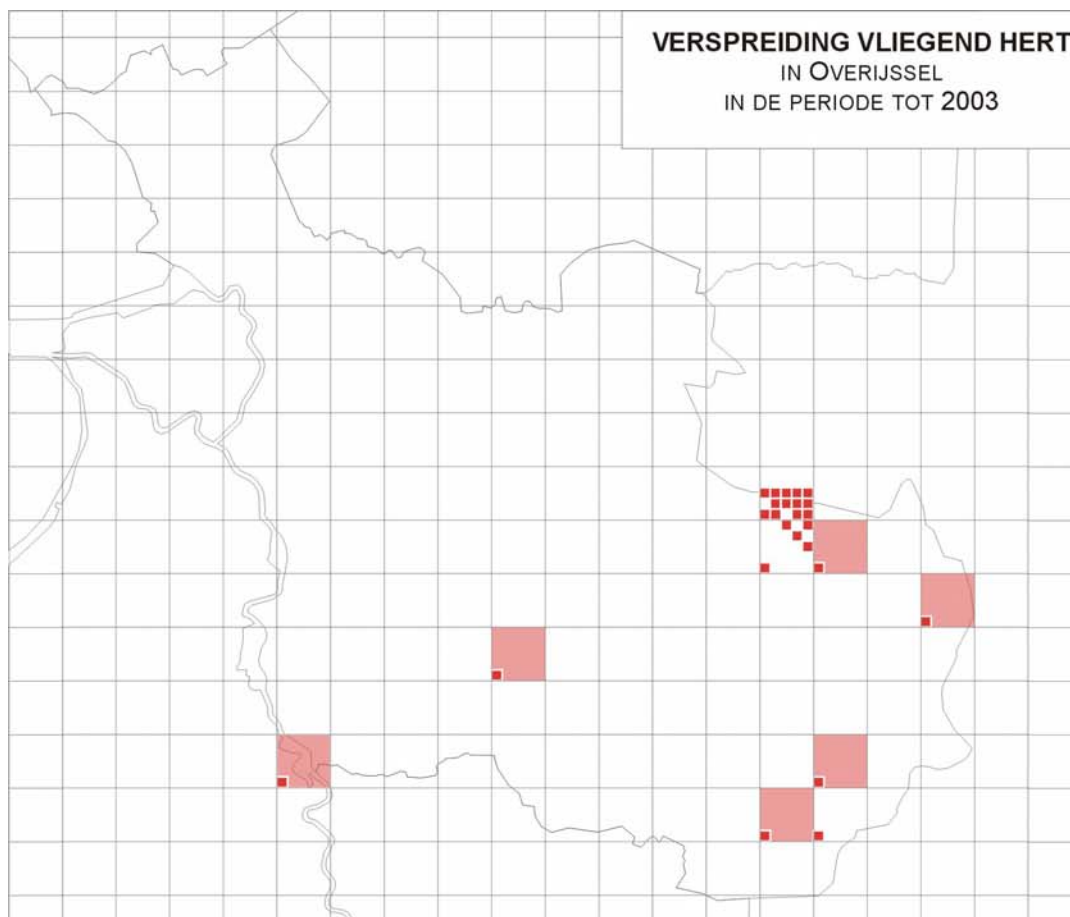 VERSPREIDING VLIEGEND HERT
IN OVERIJSSEL
IN DE PERIODE TOT 2003